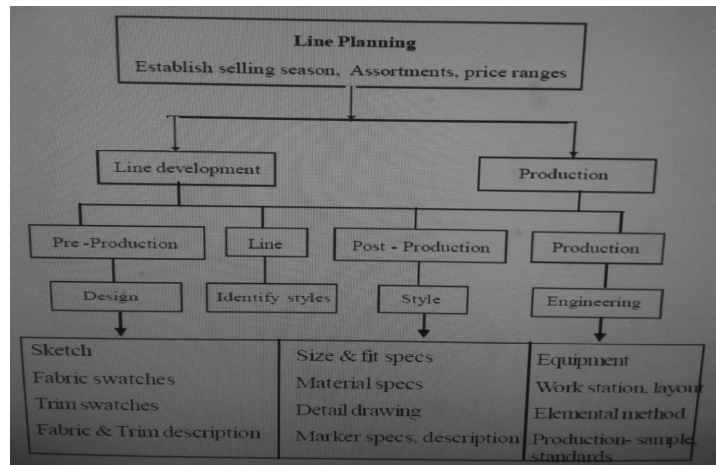 Line Planning
Establish selling season, Assortments, price ranges
Line development
Production
Pre -Production
Line
Post - Production
Production
Design
Identify styles
Style
Engineering
Sketch
Fabric swatches
Trim swatches
Fabric & Trim description
Size & fit specs
Material specs
Detail drawing
Marker specs, description
Equipment
Work station, layout
Elemental method
Production- sample,
standards